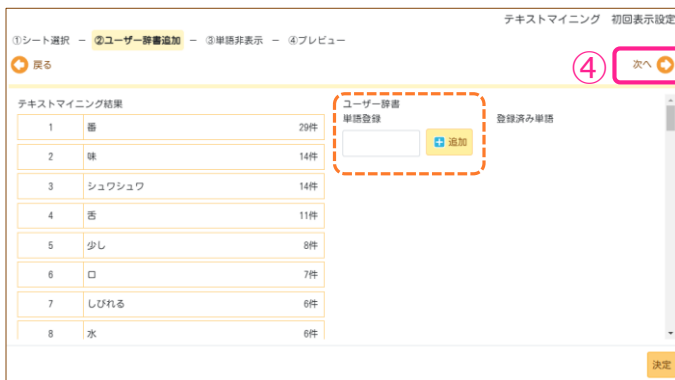 テキストマイニング 初回表示設定
①シート選択 － ②ユーザー辞書追加 － ③単語非表示 － ④プレビュー
戻る
④ 次へ
テキストマイニング結果
ユーザー辞書
単語登録
登録済み単語
追加
1 番 29件
2 味 14件
3 シュワシュワ 14件
4 舌 11件
5 少し 8件
6 口 7件
7 しびれる 6件
8 水 6件
決定